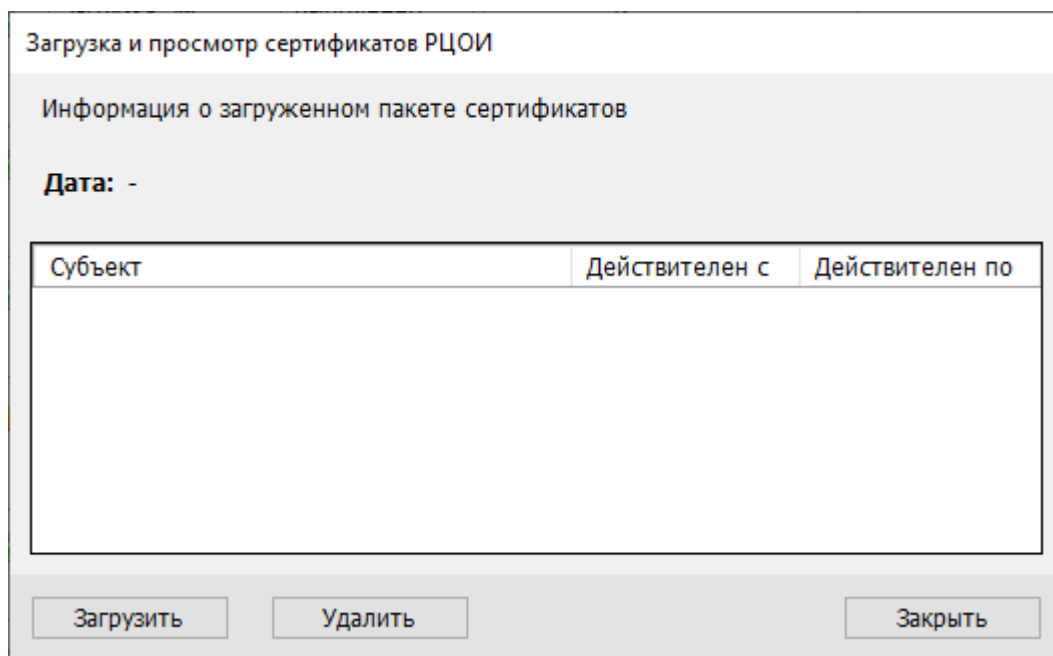 Загрузка и просмотр сертификатов РЦОИ
Информация о загруженном пакете сертификатов
Дата: -
Субъект Действителен с Действителен по
Загрузить Удалить Закрыть